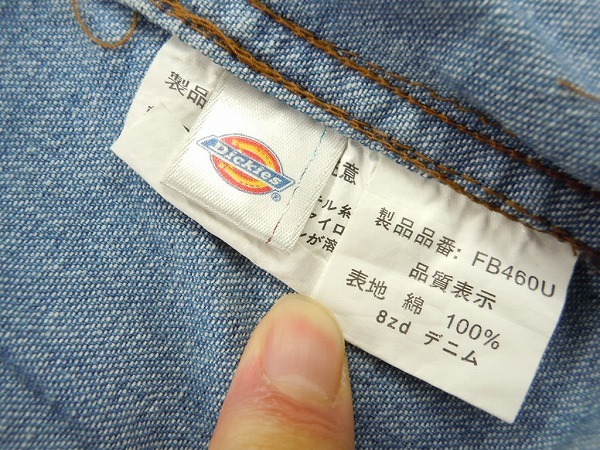 製品
DICKIES
®
意
ル糸
ァイロ
ンが溶
製品品番: FB460U
品質表示
表地 綿 100%
8zd デニム